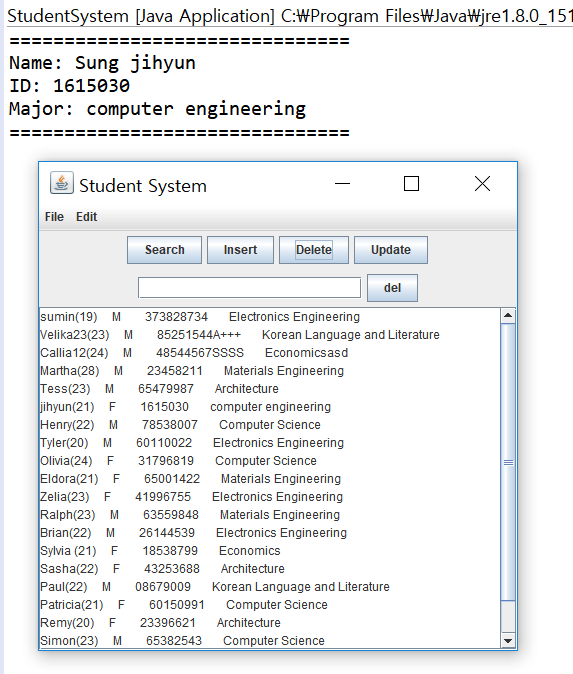 StudentSystem [Java Application] C:₩Program Files₩Java₩jre1.8.0_151
===============================
Name: Sung jihyun
ID: 1615030
Major: computer engineering
===============================
Student System
File Edit
Search Insert Delete Update
del
sumin(19) M 373828734 Electronics Engineering
Velika23(23) M 85251544A+++ Korean Language and Literature
Callia12(24) M 48544567SSSS Economicsasd
Martha(28) M 23458211 Materials Engineering
Tess(23) M 65479987 Architecture
jihyun(21) F 1615030 computer engineering
Henry(22) M 78538007 Computer Science
Tyler(20) M 60110022 Electronics Engineering
Olivia(24) F 31796819 Computer Science
Eldora(21) F 65001422 Materials Engineering
Zelia(23) F 41996755 Electronics Engineering
Ralph(23) M 63559848 Materials Engineering
Brian(22) M 26144539 Electronics Engineering
Sylvia (21) F 18538799 Economics
Sasha(22) F 43253688 Architecture
Paul(22) M 08679009 Korean Language and Literature
Patricia(21) F 60150991 Computer Science
Remy(20) F 23396621 Architecture
Simon(23) M 65382543 Computer Science